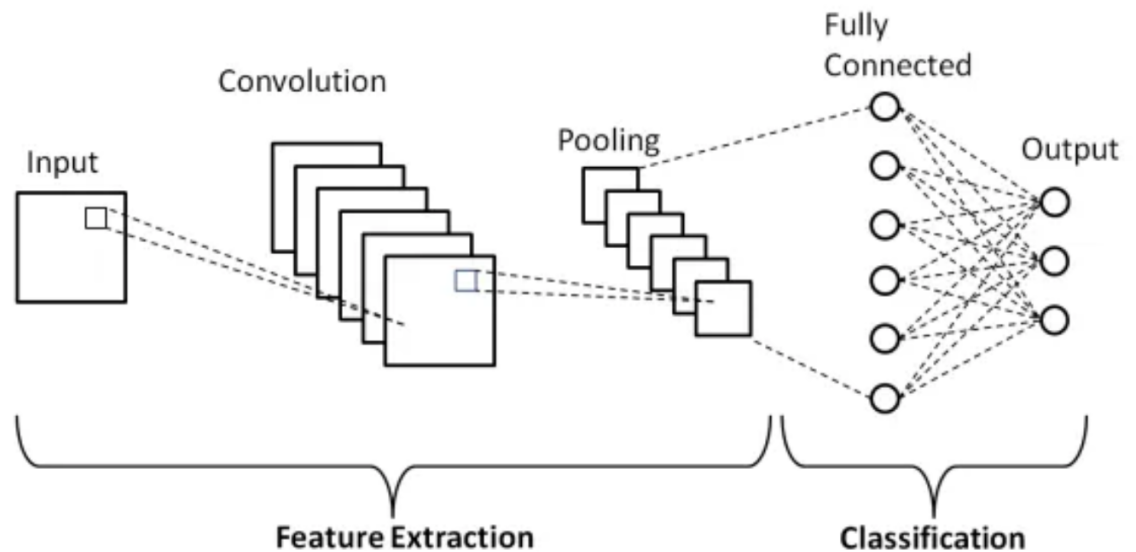 Input
Convolution
Pooling
Fully
Connected
Output
Feature Extraction
Classification